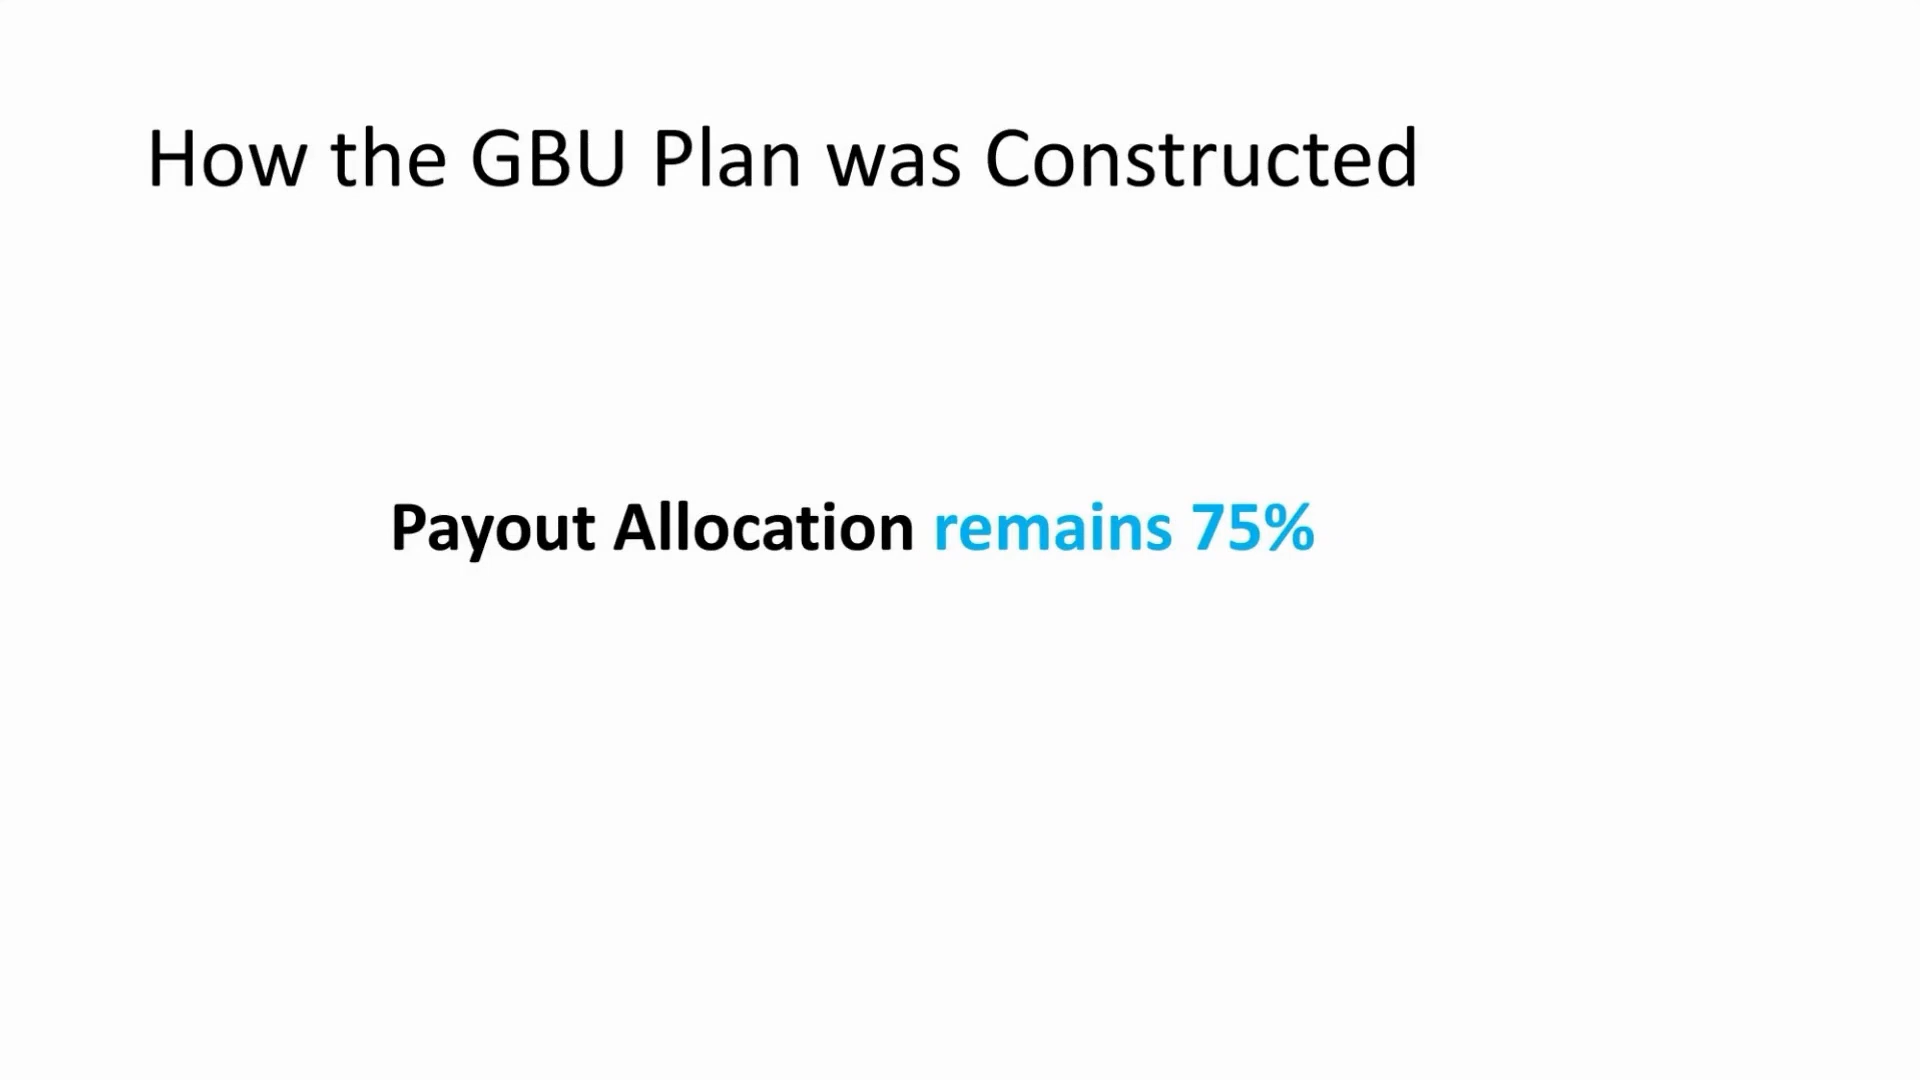 How the GBU Plan was Constructed
Payout Allocation remains 75%